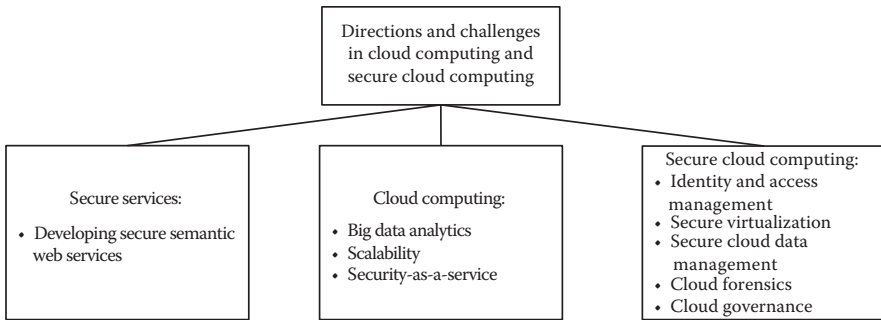 Directions and challenges
in cloud computing and
secure cloud computing
Secure services:
• Developing secure semantic
web services
Cloud computing:
• Big data analytics
• Scalability
• Security-as-a-service
Secure cloud computing:
• Identity and access
management
• Secure virtualization
• Secure cloud data
management
• Cloud forensics
• Cloud governance